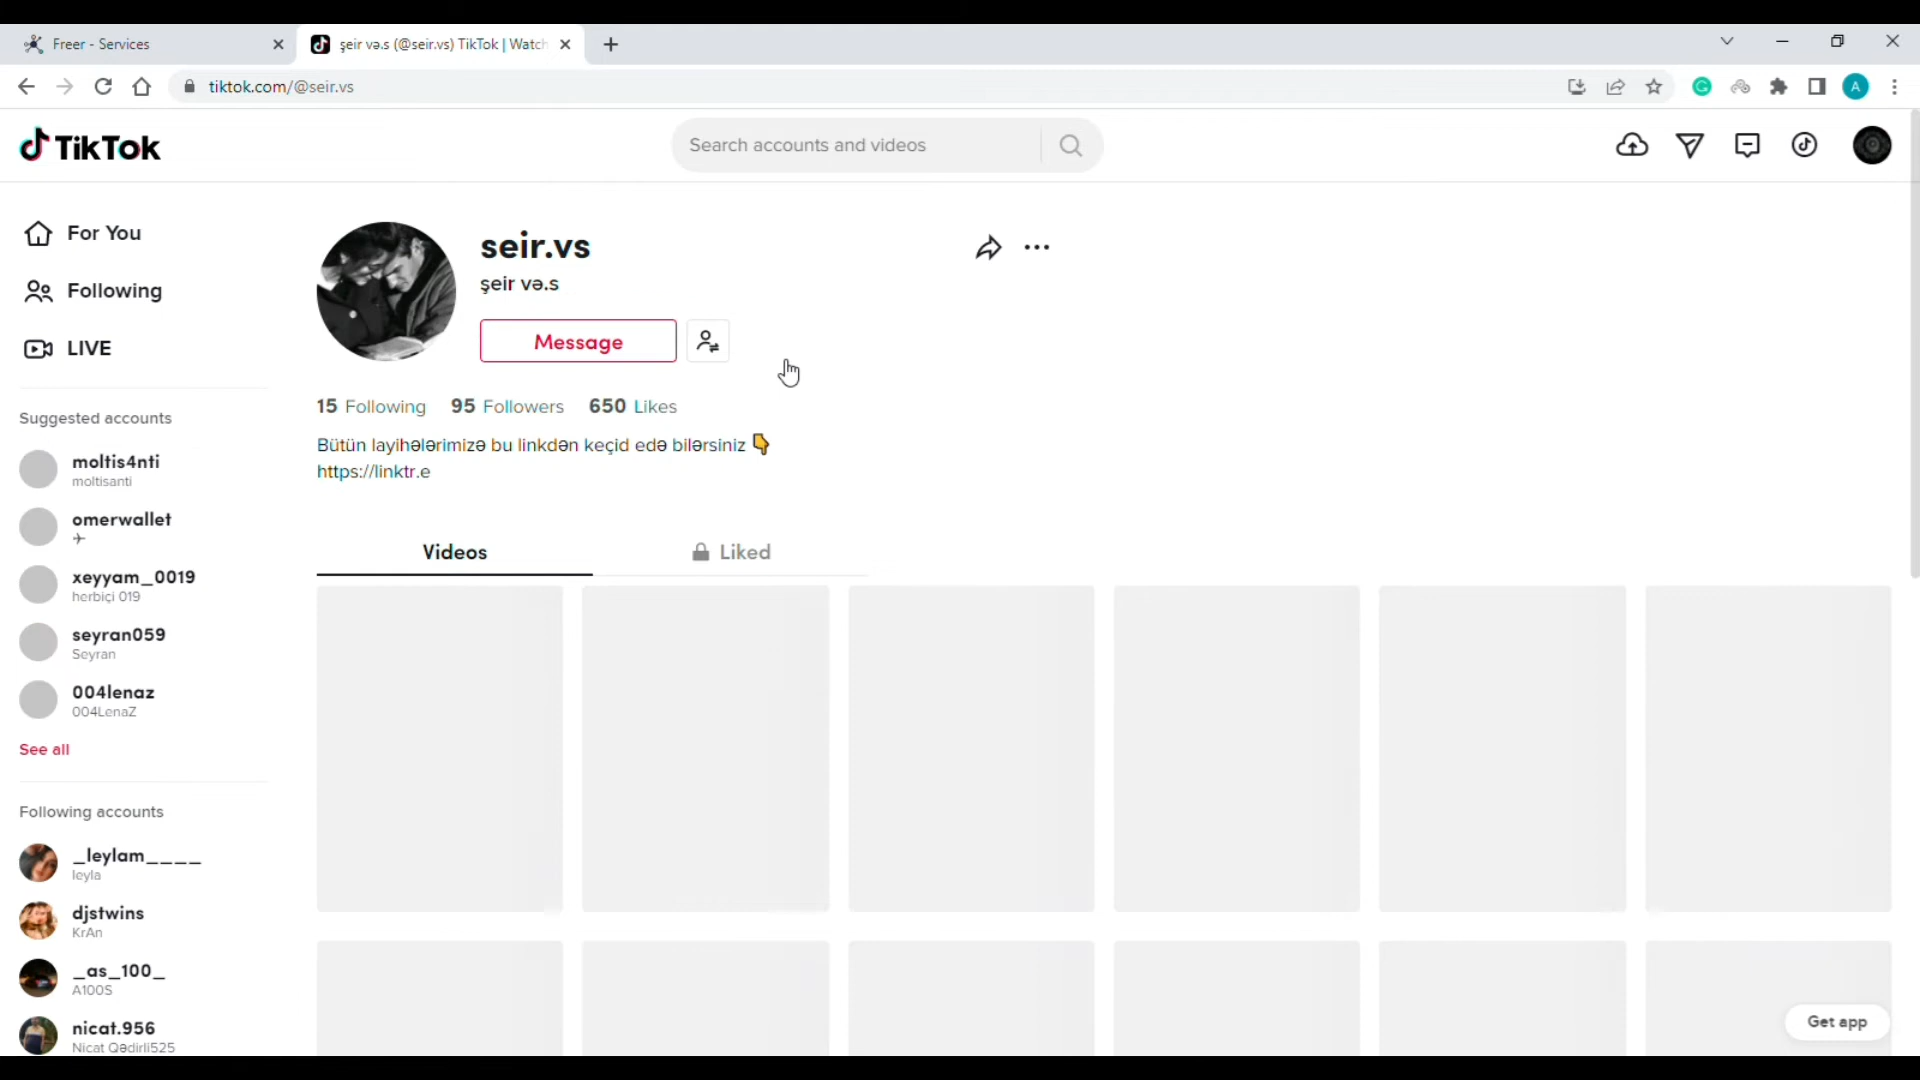 Freer - Services
şeir və.s (@seir.vs) TikTok | Watch
tiktok.com/@seir.vs
A
TikTok
Search accounts and videos
For You
Following
LIVE
Suggested accounts
moltis4nti
moltisanti
omerwallet
xeyyam_0019
herbiçi 019
seyran059
Seyran
004lenaz
004LenaZ
See all
Following accounts
_leylam____
leyla
djstwins
KrAn
_as_100_
A100S
nicat.956
Nicat Qədirli525
seir.vs
şeir və.s
Message
15 Following 95 Followers 650 Likes
Bütün layihələrimizə bu linkdən keçid edə bilərsiniz 👇
https://linktr.e
Videos
Liked
Get app